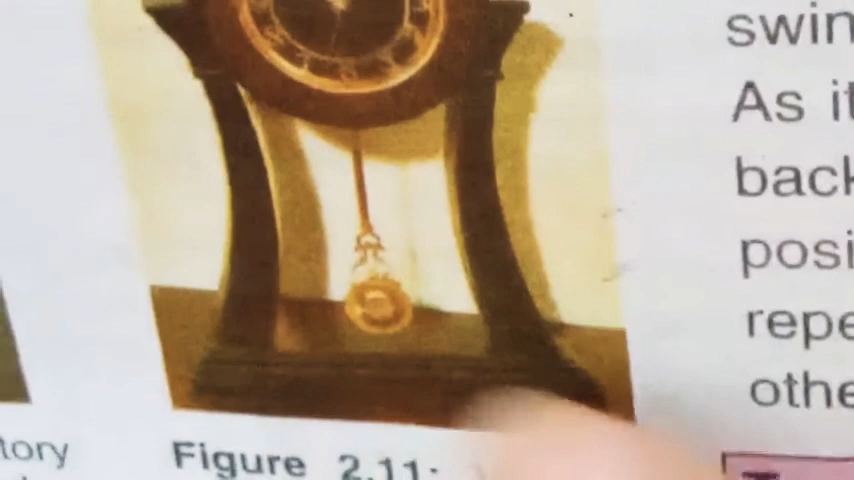 tory
Figure 2.11:
swin
As it
back
posi
repe
othe